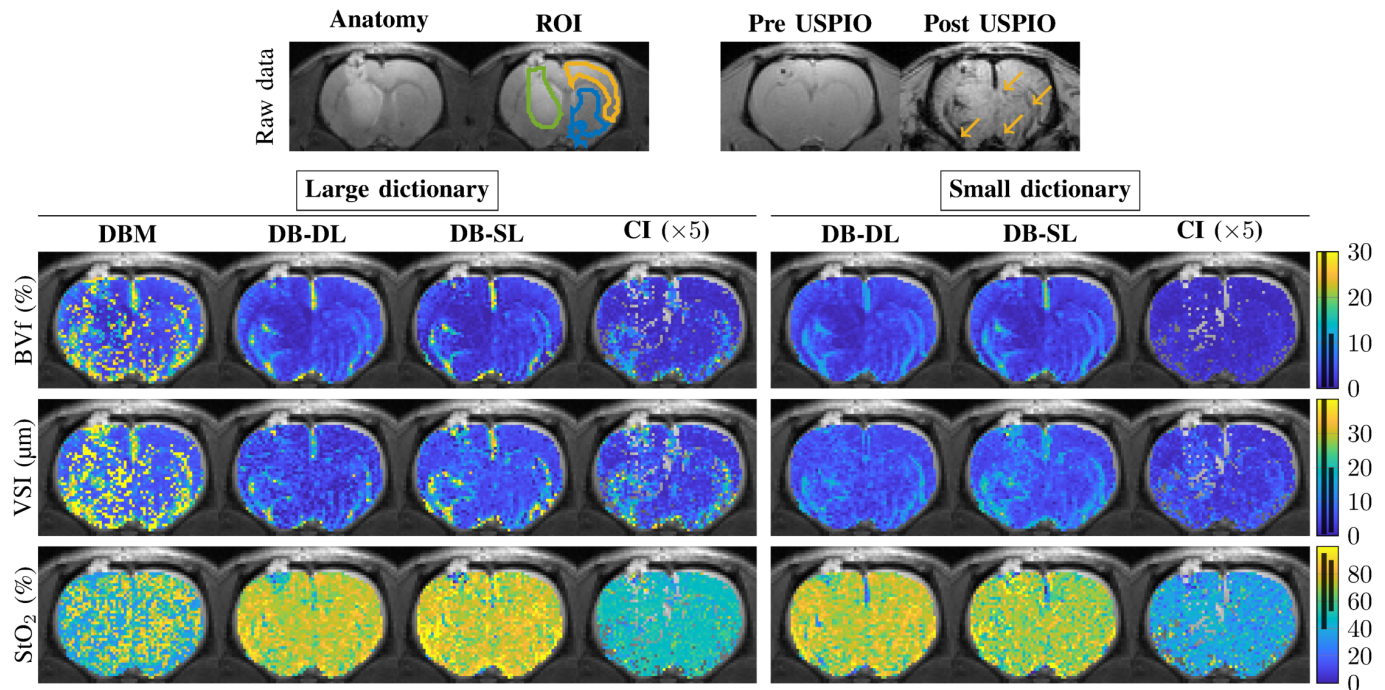 Anatomy ROI Pre USPIO Post USPIO
Raw data
Large dictionary Small dictionary
DBM DB-DL DB-SL CI (×5) DB-DL DB-SL CI (×5)
BVf (%)
30
20
10
0
VSI (μm)
30
20
10
0
StO₂ (%)
80
60
40
20
0